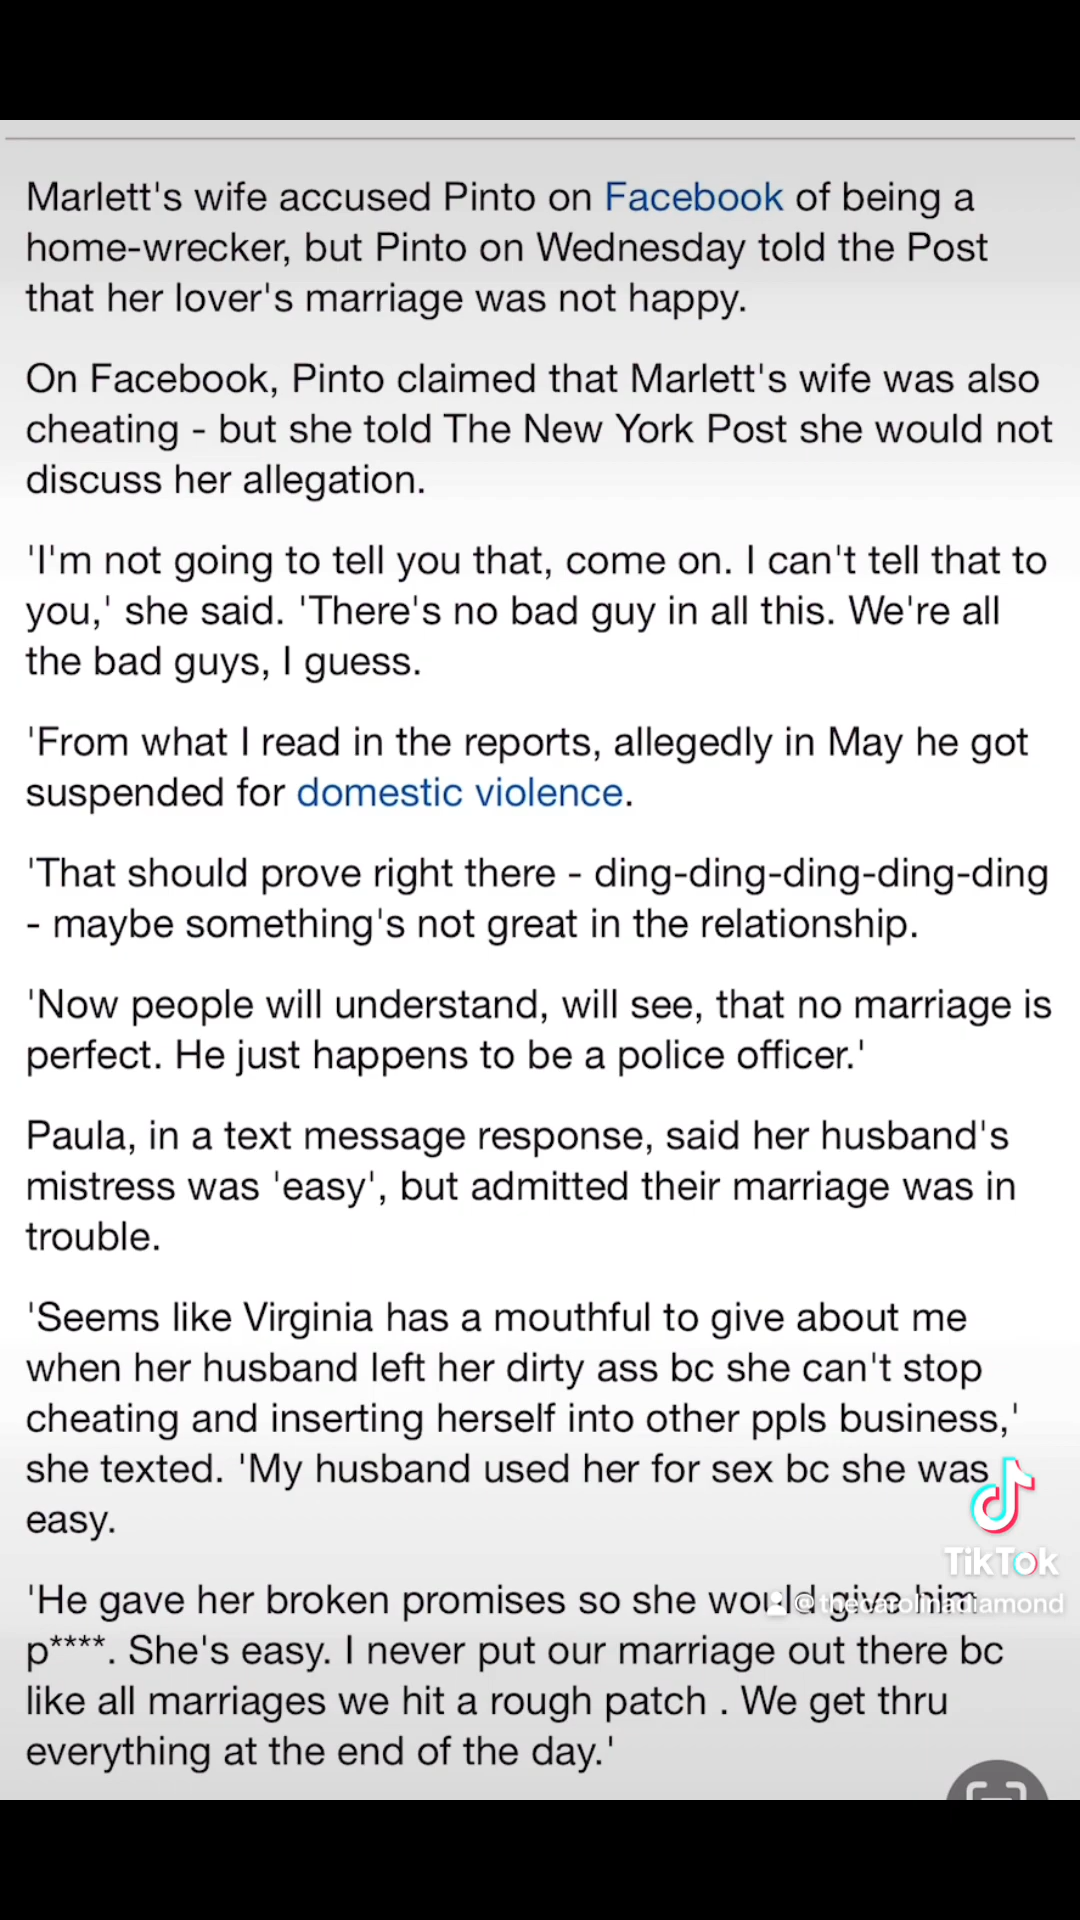 Marlett's wife accused Pinto on Facebook of being a
home-wrecker, but Pinto on Wednesday told the Post
that her lover's marriage was not happy.
On Facebook, Pinto claimed that Marlett's wife was also
cheating - but she told The New York Post she would not
discuss her allegation.
'I'm not going to tell you that, come on. I can't tell that to
you,' she said. 'There's no bad guy in all this. We're all
the bad guys, I guess.
'From what I read in the reports, allegedly in May he got
suspended for domestic violence.
'That should prove right there - ding-ding-ding-ding-ding
- maybe something's not great in the relationship.
'Now people will understand, will see, that no marriage is
perfect. He just happens to be a police officer.'
Paula, in a text message response, said her husband's
mistress was 'easy', but admitted their marriage was in
trouble.
'Seems like Virginia has a mouthful to give about me
when her husband left her dirty ass bc she can't stop
cheating and inserting herself into other ppls business,'
she texted. 'My husband used her for sex bc she was
easy.
TikTok
'He gave her broken promises so she would give him
@thecarolinadiamond
p****. She's easy. I never put our marriage out there bc
like all marriages we hit a rough patch . We get thru
everything at the end of the day.'